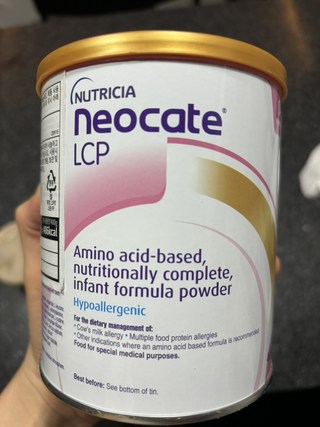 NUTRICIA
neocate®
LCP
Amino acid-based,
nutritionally complete,
infant formula powder
Hypoallergenic
For the dietary management of:
• Cow's milk allergy • Multiple food protein allergies
• Other indications where an amino acid based formula is recommended
Food for special medical purposes.
Best before: See bottom of tin.